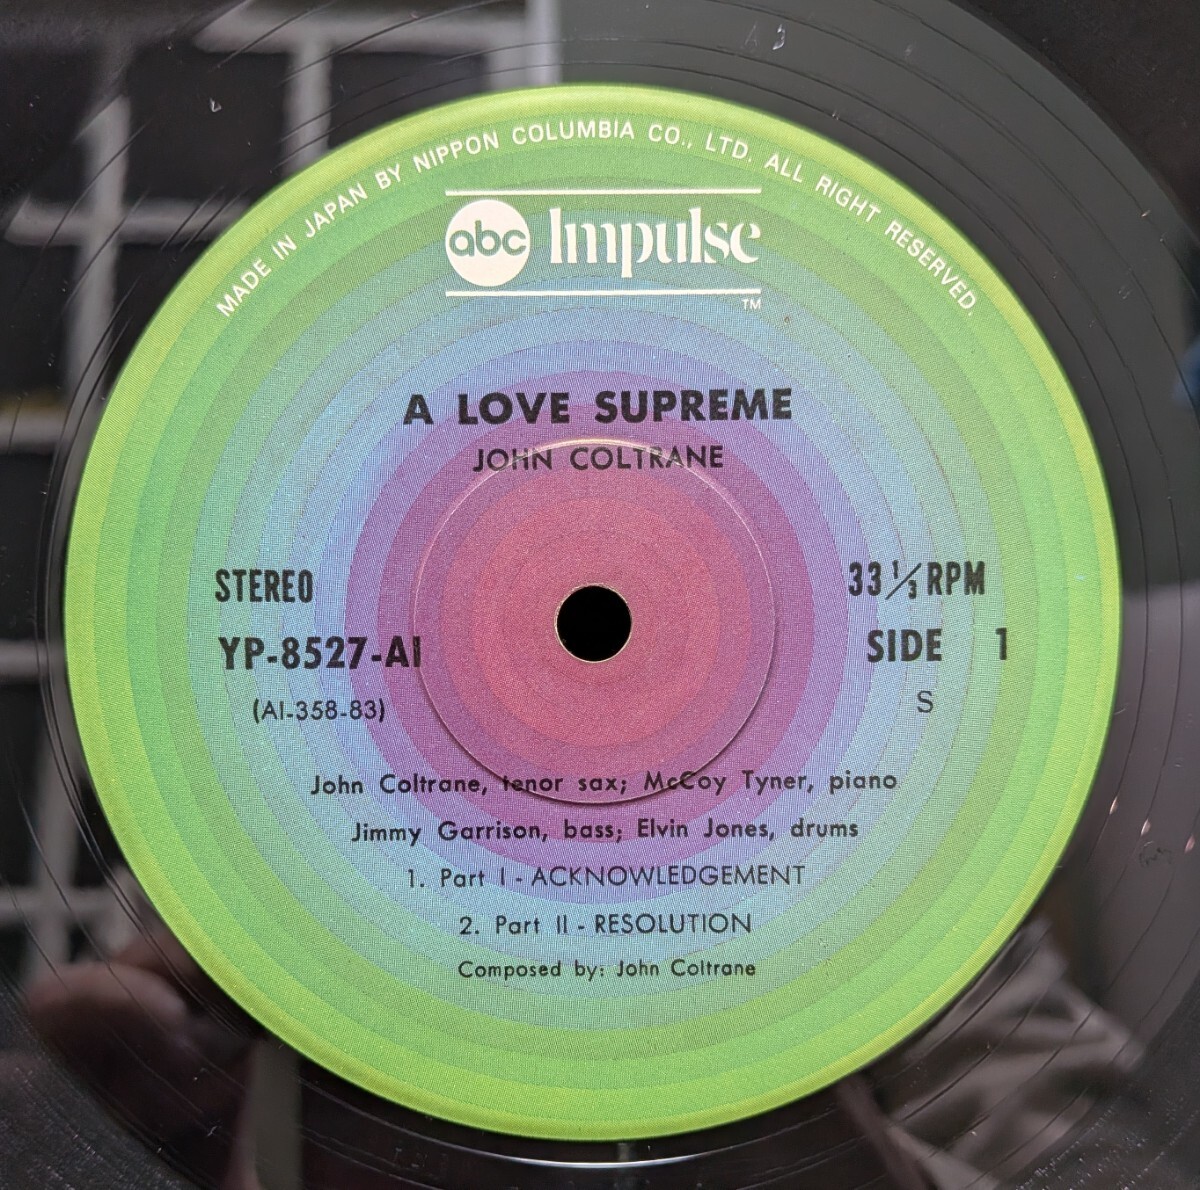 MADE IN JAPAN BY NIPPON COLUMBIA CO., LTD. ALL RIGHT RESERVED.
abc Impulse
TM
A LOVE SUPREME
JOHN COLTRANE
STEREO
33 1/3 RPM
YP-8527-AI
SIDE 1
(AI-358-83)
S
John Coltrane, tenor sax; McCoy Tyner, piano
Jimmy Garrison, bass; Elvin Jones, drums
1. Part I - ACKNOWLEDGEMENT
2. Part II - RESOLUTION
Composed by: John Coltrane